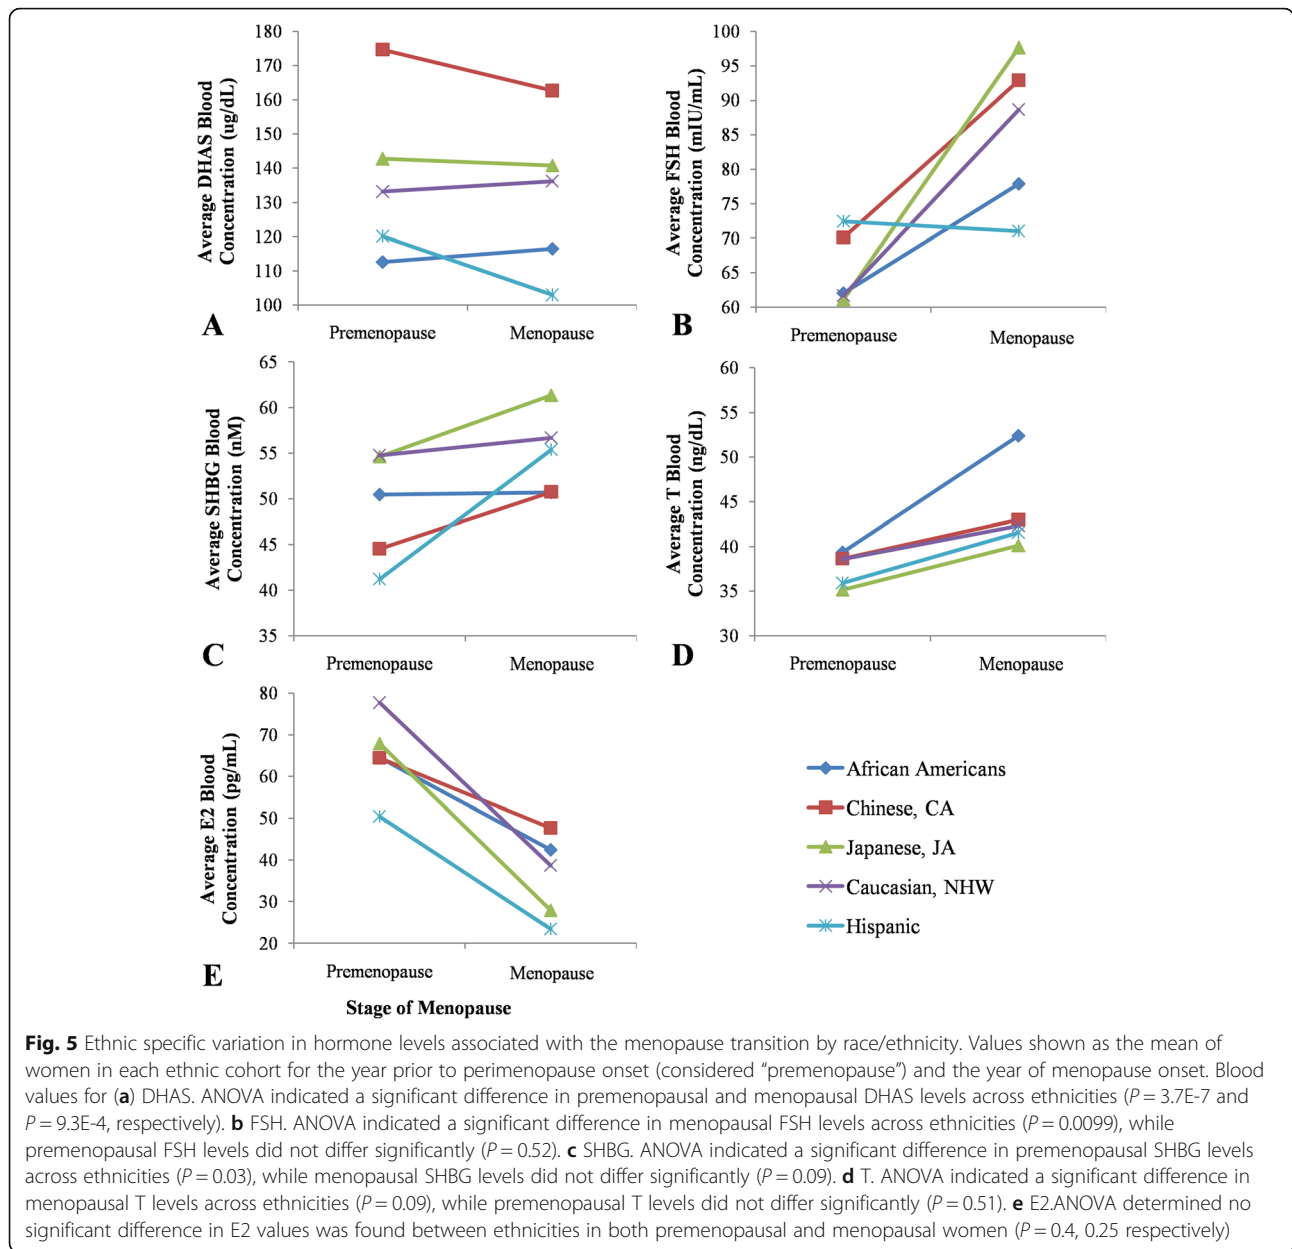 Average DHAS Blood
Concentration (ug/dL)
180
170
160
150
140
130
120
110
100
A
Premenopause
Menopause
Average FSH Blood
Concentration (mIU/mL)
100
95
90
85
80
75
70
65
60
B
Premenopause
Menopause
Average SHBG Blood
Concentration (nM)
65
60
55
50
45
40
35
C
Premenopause
Menopause
Average T Blood
Concentration (ng/dL)
60
55
50
45
40
35
30
D
Premenopause
Menopause
Average E2 Blood
Concentration (pg/mL)
80
70
60
50
40
30
20
E
Premenopause
Menopause
Stage of Menopause
African Americans
Chinese, CA
Japanese, JA
Caucasian, NHW
Hispanic
Fig. 5 Ethnic specific variation in hormone levels associated with the menopause transition by race/ethnicity. Values shown as the mean of
women in each ethnic cohort for the year prior to perimenopause onset (considered “premenopause”) and the year of menopause onset. Blood
values for (a) DHAS. ANOVA indicated a significant difference in premenopausal and menopausal DHAS levels across ethnicities (P = 3.7E-7 and
P = 9.3E-4, respectively). b FSH. ANOVA indicated a significant difference in menopausal FSH levels across ethnicities (P = 0.0099), while
premenopausal FSH levels did not differ significantly (P = 0.52). c SHBG. ANOVA indicated a significant difference in premenopausal SHBG levels
across ethnicities (P = 0.03), while menopausal SHBG levels did not differ significantly (P = 0.09). d T. ANOVA indicated a significant difference in
menopausal T levels across ethnicities (P = 0.09), while premenopausal T levels did not differ significantly (P = 0.51). e E2.ANOVA determined no
significant difference in E2 values was found between ethnicities in both premenopausal and menopausal women (P = 0.4, 0.25 respectively)